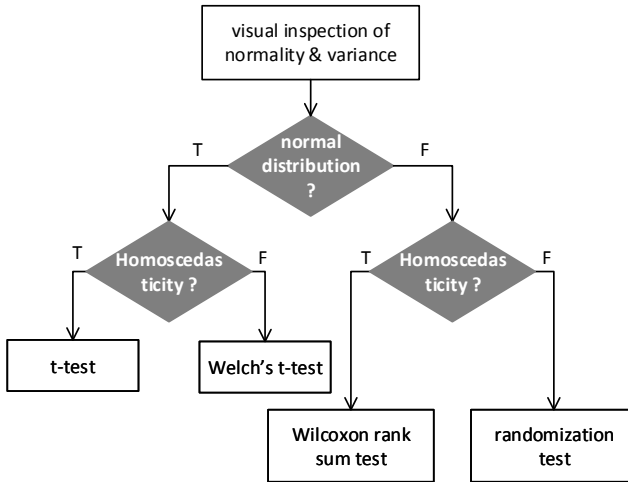 visual inspection of
normality & variance
normal
distribution
?
T
F
Homoscedas
ticity ?
T
F
Homoscedas
ticity ?
T
F
t-test
Welch's t-test
Wilcoxon rank
sum test
randomization
test